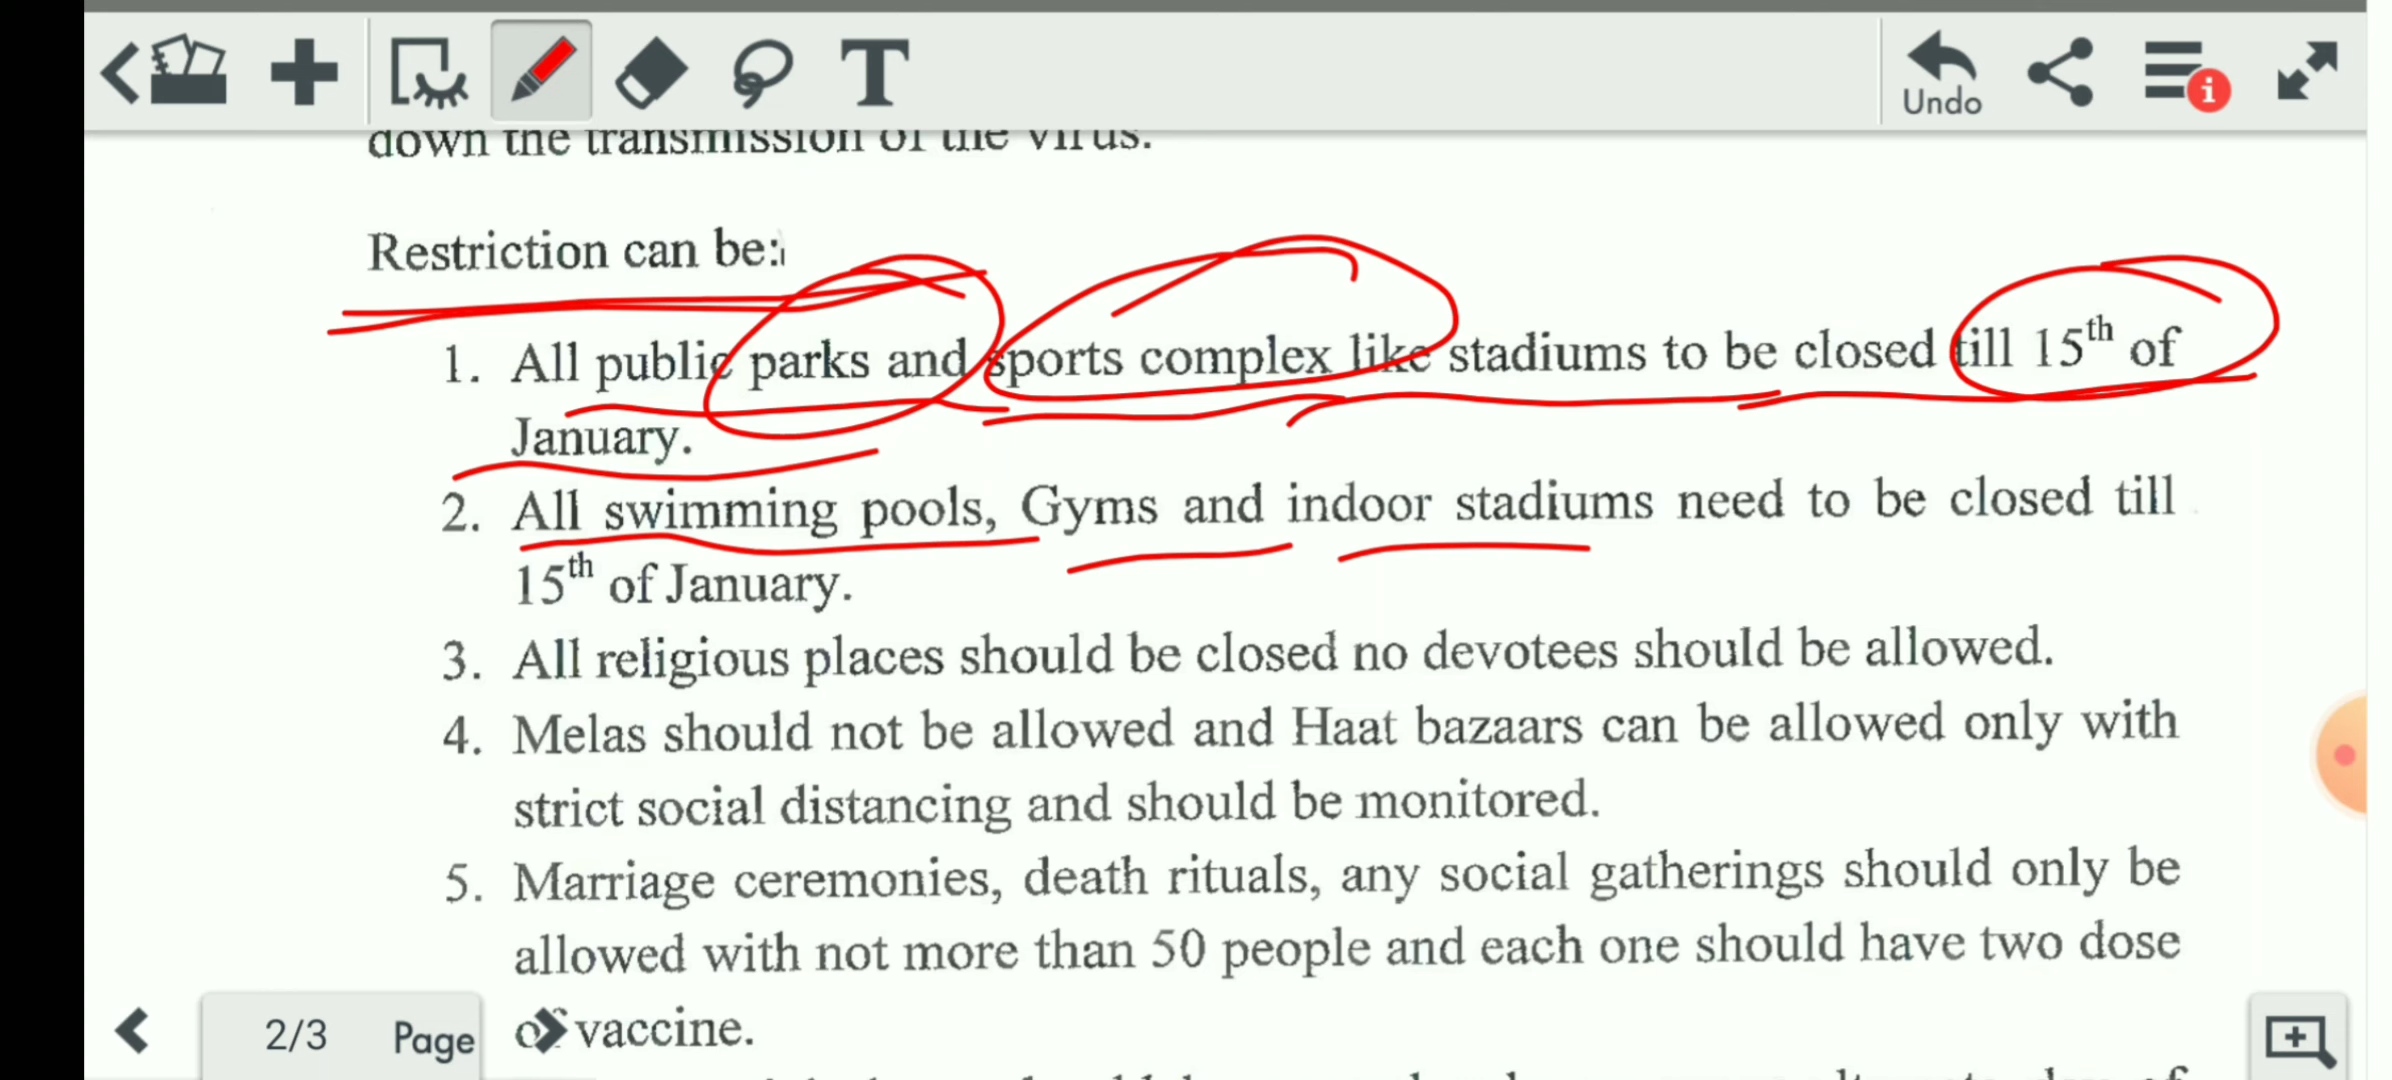 Undo
down the transmission of the virus.
Restriction can be:
1. All public parks and sports complex like stadiums to be closed till 15th of
January.
2. All swimming pools, Gyms and indoor stadiums need to be closed till
15th of January.
3. All religious places should be closed no devotees should be allowed.
4. Melas should not be allowed and Haat bazaars can be allowed only with
strict social distancing and should be monitored.
5. Marriage ceremonies, death rituals, any social gatherings should only be
allowed with not more than 50 people and each one should have two dose
of vaccine.
2/3 Page